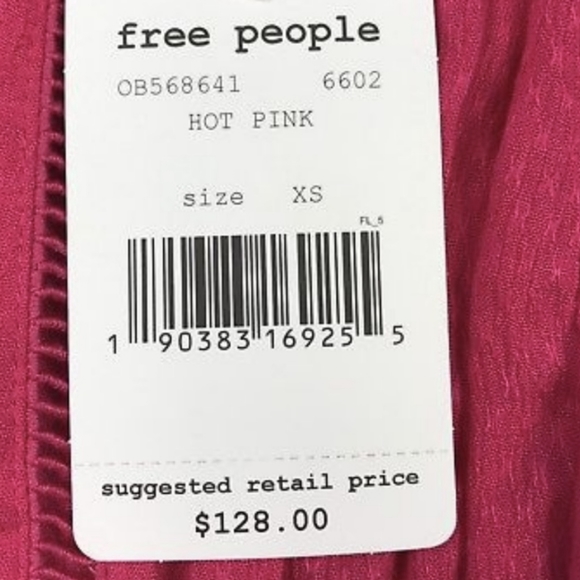 free people
OB568641 6602
HOT PINK
size XS
FL_5
1 90383 16925 5
suggested retail price
$128.00